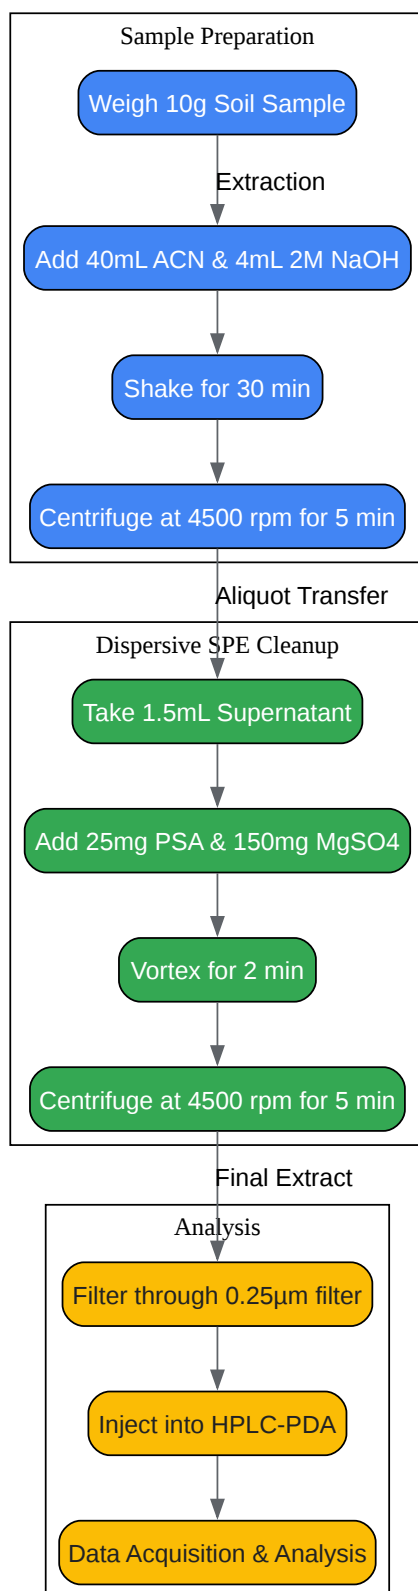 Sample Preparation
Weigh 10g Soil Sample
Extraction
Add 40mL ACN & 4mL 2M NaOH
Shake for 30 min
Centrifuge at 4500 rpm for 5 min
Aliquot Transfer
Dispersive SPE Cleanup
Take 1.5mL Supernatant
Add 25mg PSA & 150mg MgSO4
Vortex for 2 min
Centrifuge at 4500 rpm for 5 min
Final Extract
Analysis
Filter through 0.25µm filter
Inject into HPLC-PDA
Data Acquisition & Analysis